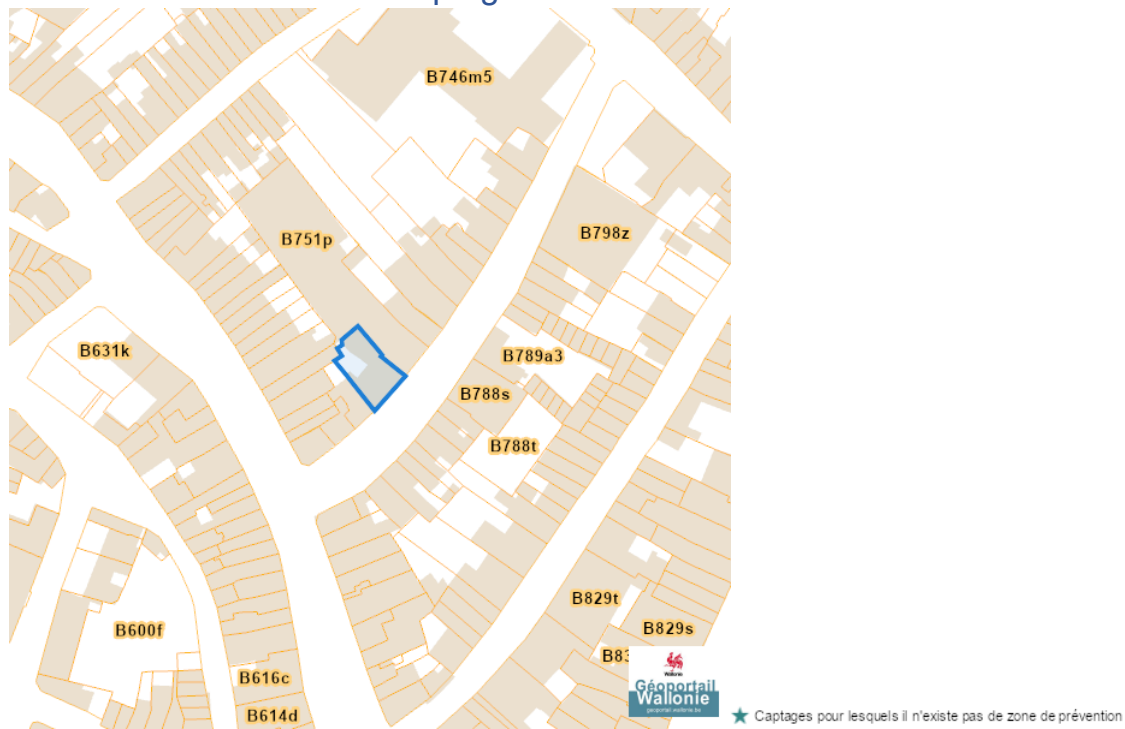 B746m5
B751p
B798z
B631k
B789a3
B788s
B788t
B829t
B600f
B829s
B616c
B614d
Wallonie
Géoportail
Wallonie
geoportail.wallonie.be
Captages pour lesquels il n'existe pas de zone de prévention